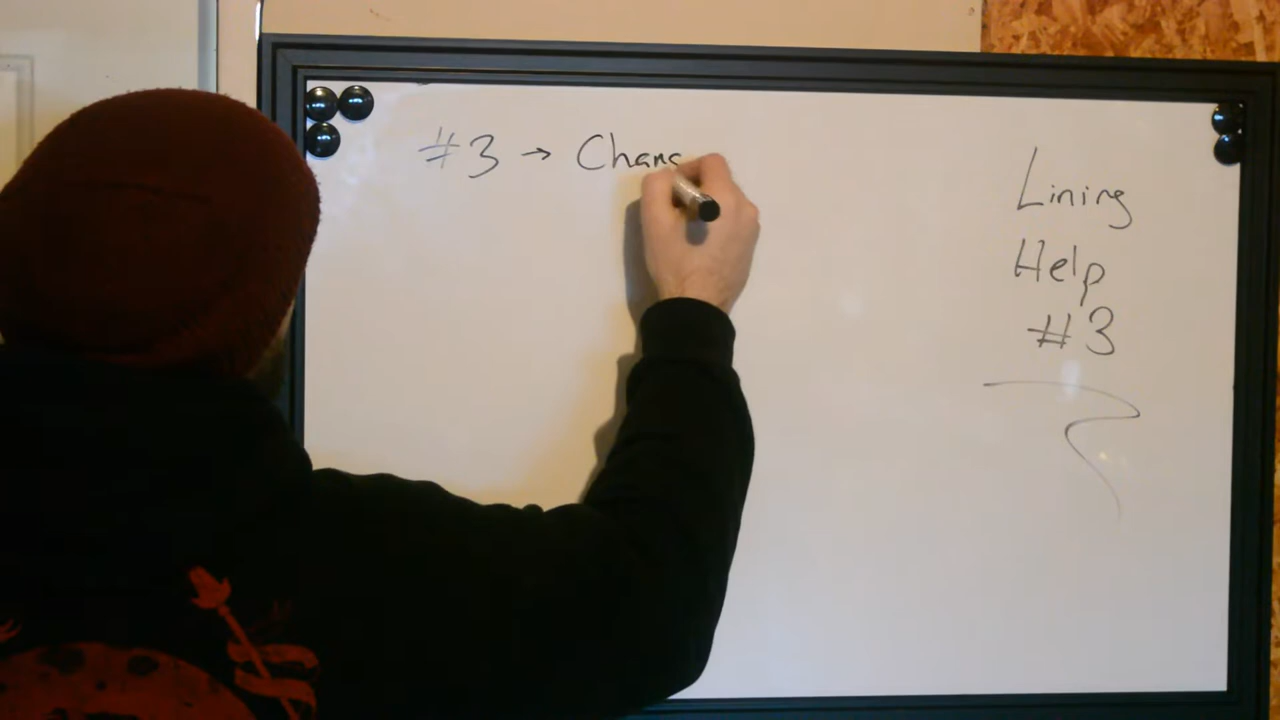 #3 → Chang
Lining
Help
#3